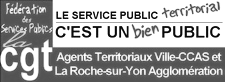 Fédération
des
Services Publics
la
cgt
LE SERVICE PUBLIC territorial
C'EST UN bien PUBLIC
Agents Territoriaux Ville-CCAS et
La Roche-sur-Yon Agglomération